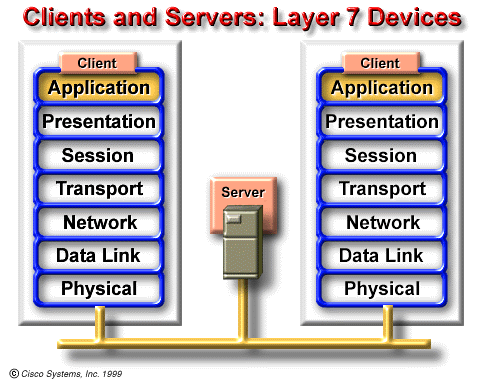 Clients and Servers: Layer 7 Devices
Client
Application
Presentation
Session
Transport
Network
Data Link
Physical
Server
Client
Application
Presentation
Session
Transport
Network
Data Link
Physical
© Cisco Systems, Inc. 1999